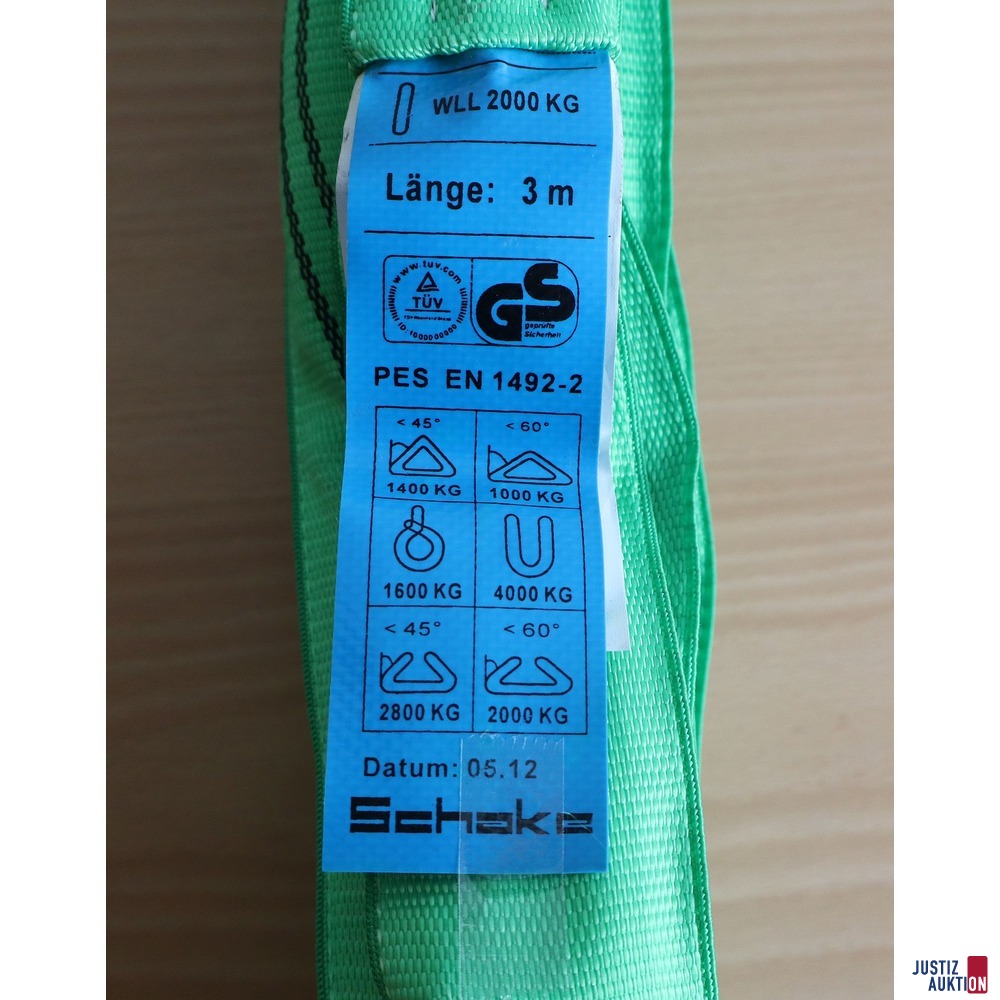 WLL 2000 KG
Länge: 3 m
www.tuv.com
TÜV
ID:1000000000
GS
geprüfte
Sicherheit
PES EN 1492-2
< 45° < 60°
1400 KG 1000 KG
1600 KG 4000 KG
< 45° < 60°
2800 KG 2000 KG
Datum: 05.12
Schake
JUSTIZ
AUKTION